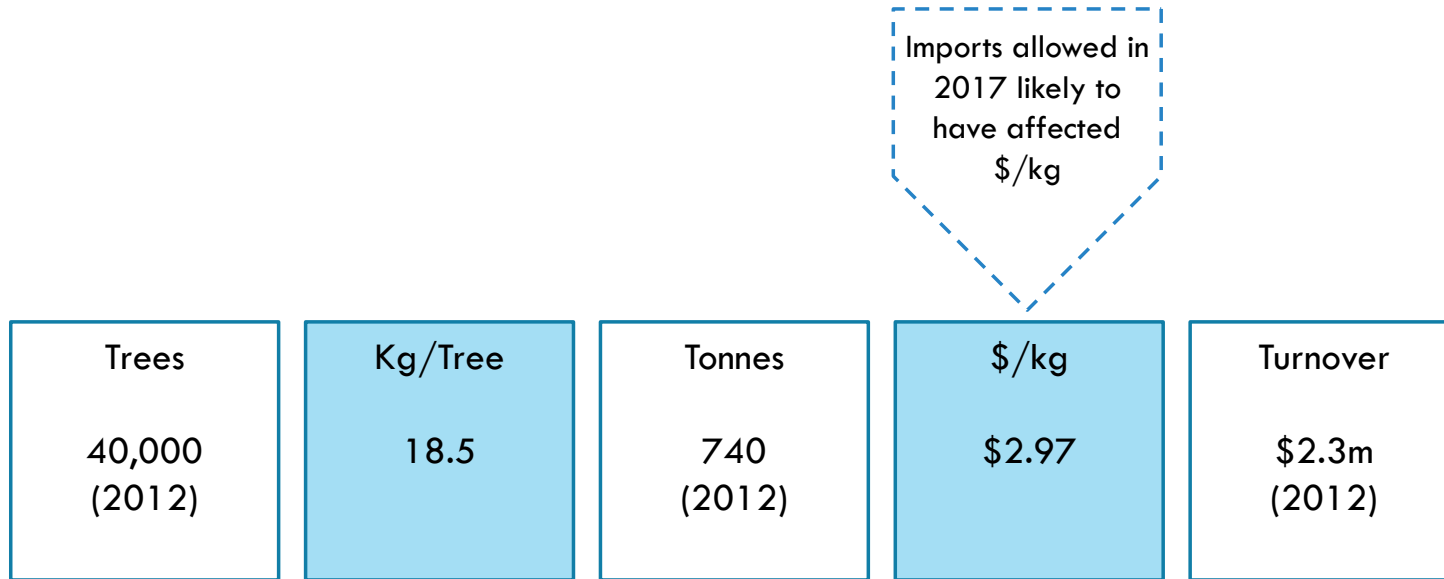 Imports allowed in
2017 likely to
have affected
$/kg
Trees
40,000
(2012)
Kg/Tree
18.5
Tonnes
740
(2012)
$/kg
$2.97
Turnover
$2.3m
(2012)